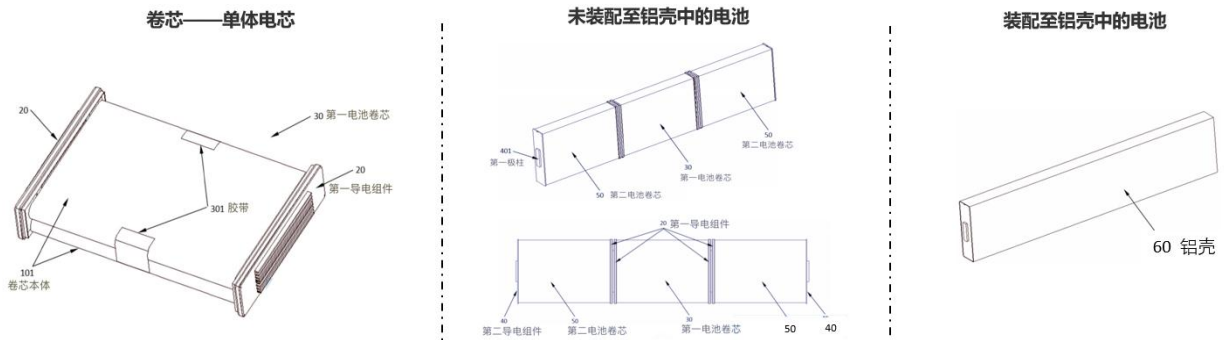 卷芯——单体电芯
20
30 第一电池卷芯
20
第一导电组件
301 胶带
101
卷芯本体
未装配至铝壳中的电池
50
第二电池卷芯
401
第一极柱
30
第一电池卷芯
50 第二电池卷芯
20 第一导电组件
40
第二导电组件
50
第二电池卷芯
30
第一电池卷芯
50
40
装配至铝壳中的电池
60 铝壳